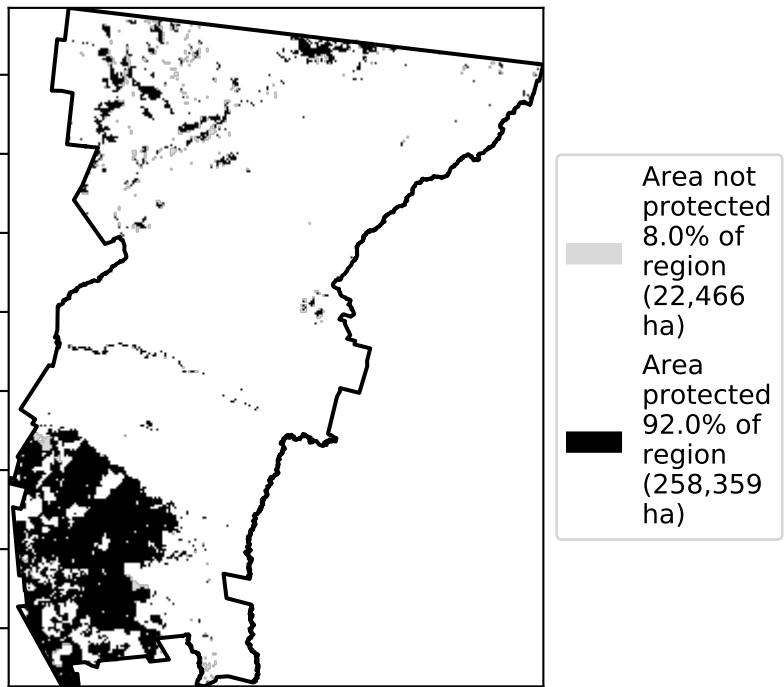 Area not
protected
8.0% of
region
(22,466
ha)
Area
protected
92.0% of
region
(258,359
ha)